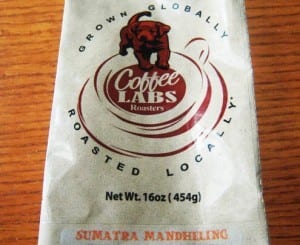 GROWN GLOBALLY
Coffee
LABS
Roasters
ROASTED LOCALLY
Net Wt. 16oz ( 454g)
SUMATRA MANDHELING